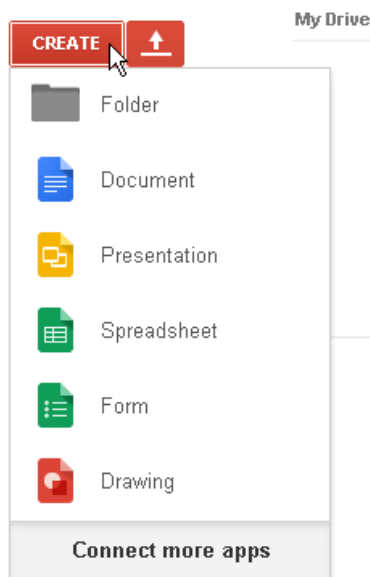 My Drive
CREATE
Folder
Document
Presentation
Spreadsheet
Form
Drawing
Connect more apps